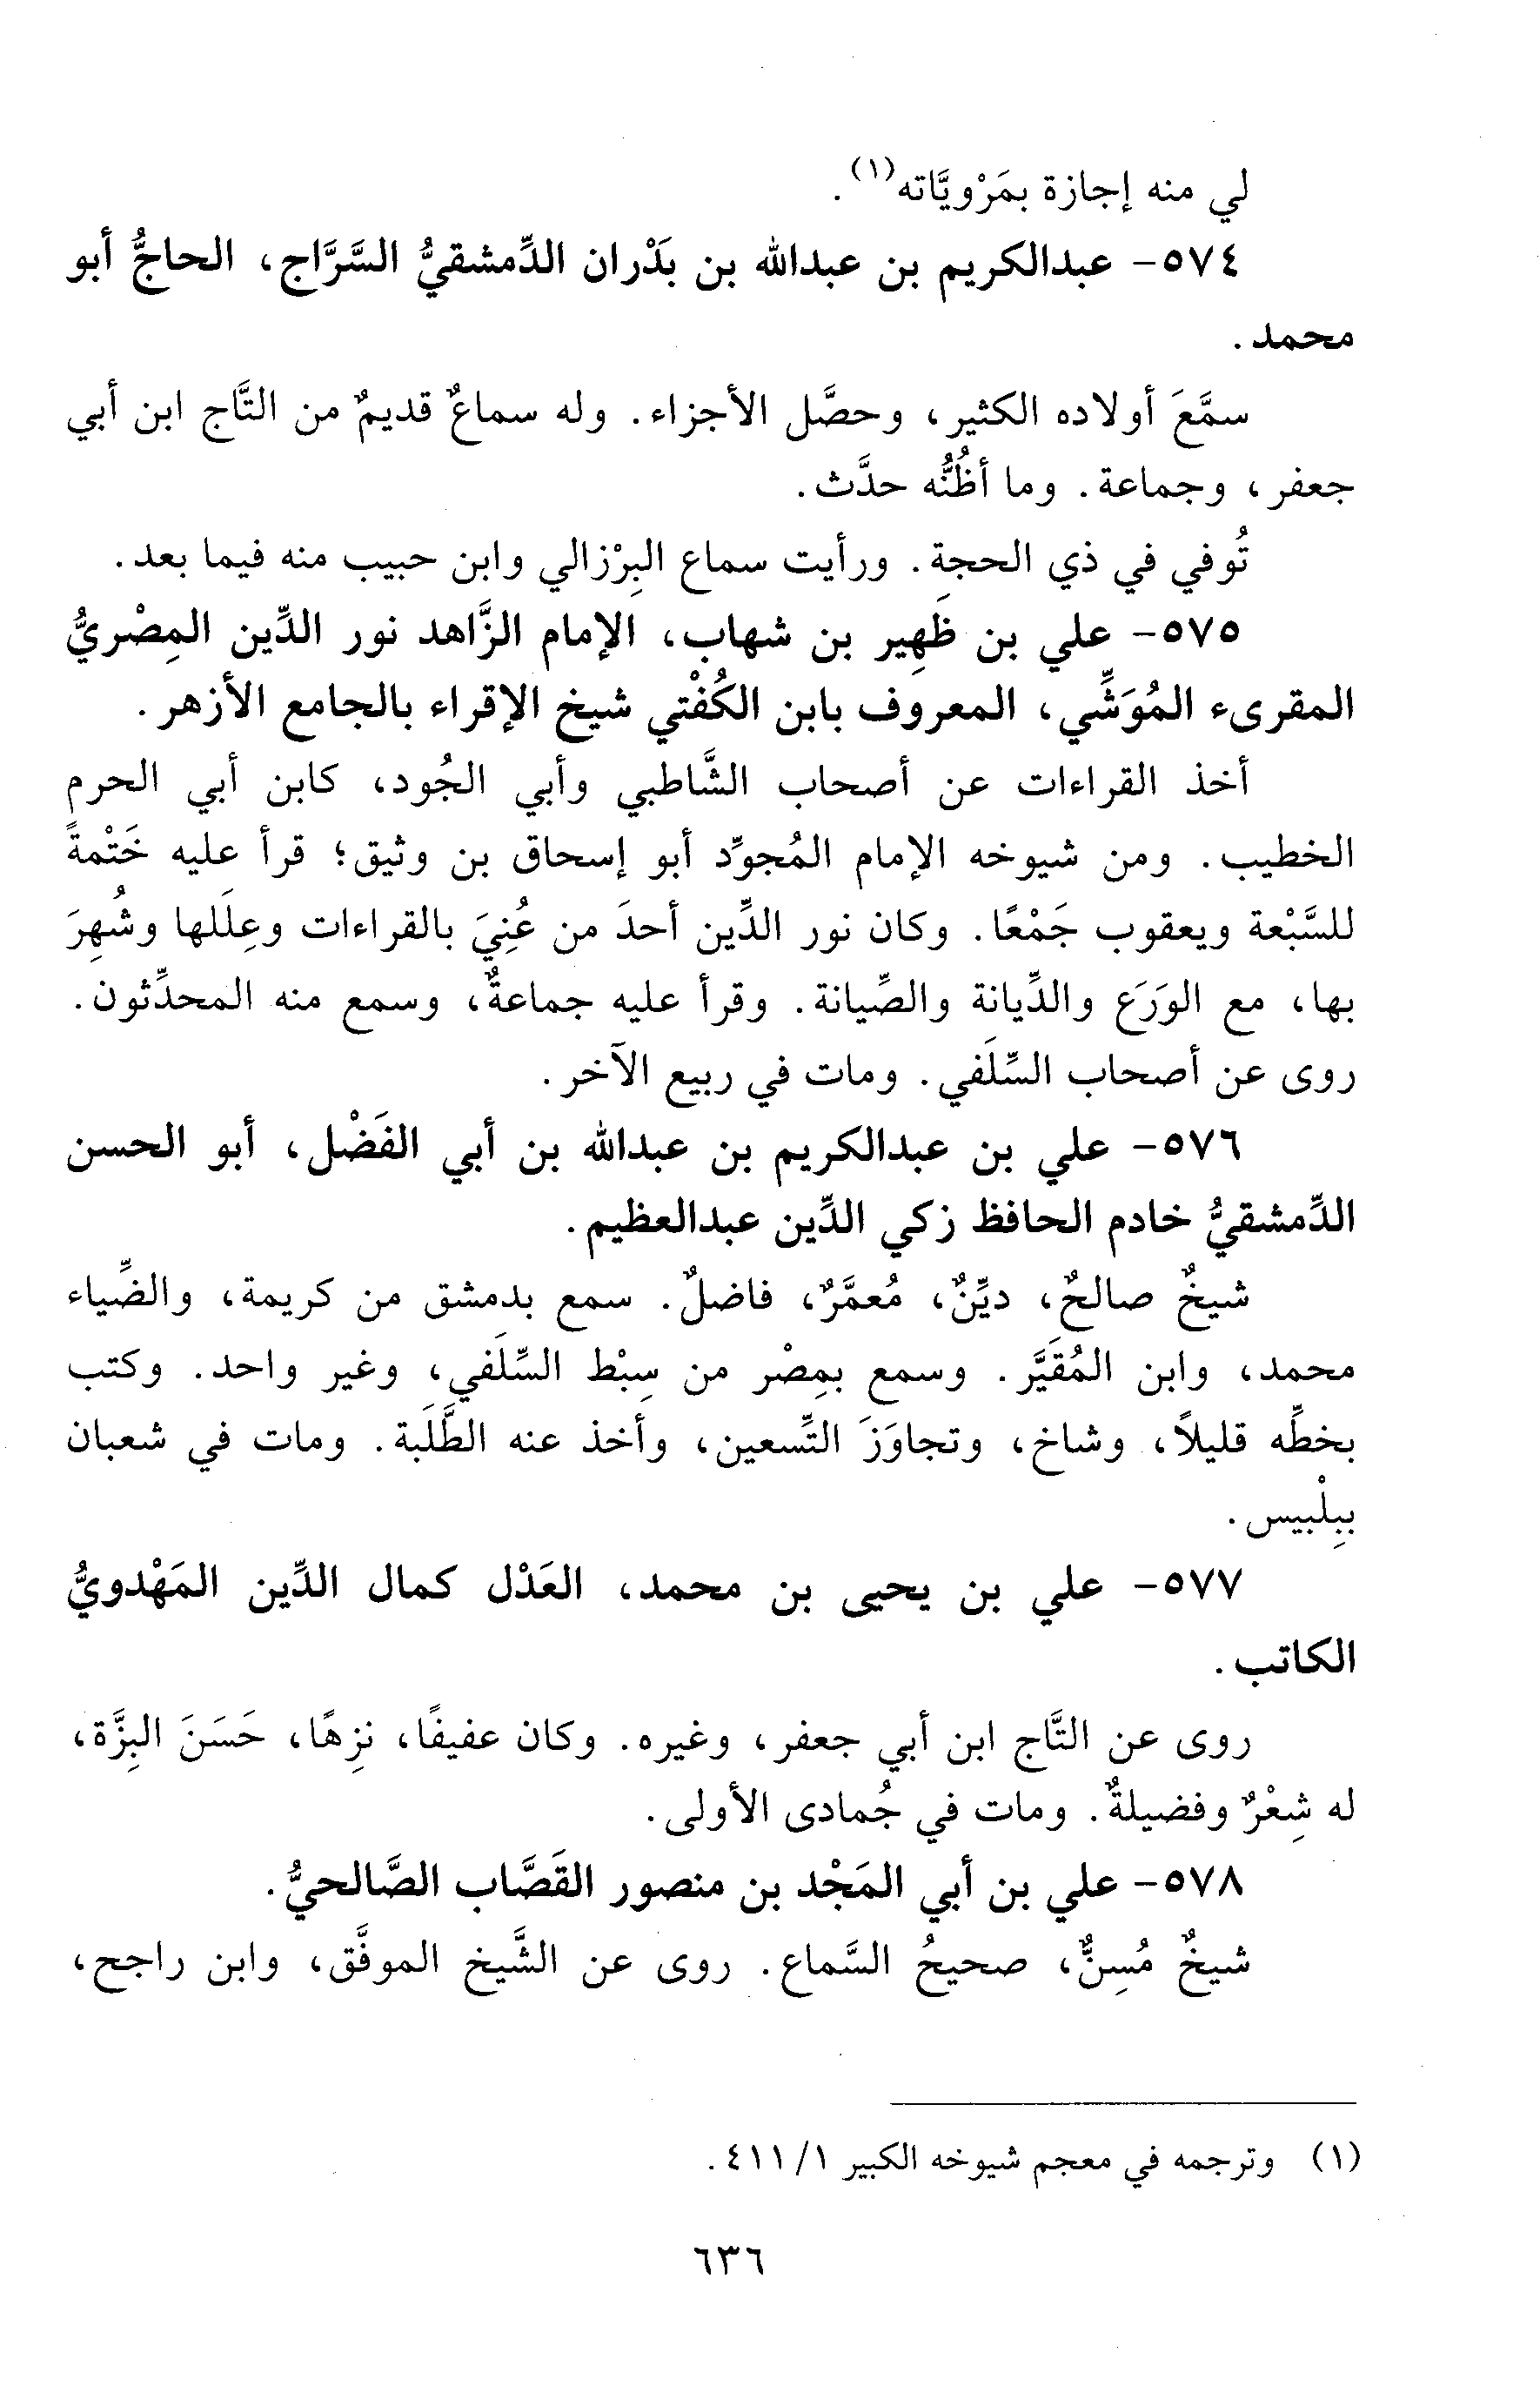 لي منه إجازة بمَرْويَّاته(١).
٥٧٤- عبدالكريم بن عبدالله بن بَدْران الدِّمشقيُّ السَّرَّاج، الحاجُّ أبو
محمد.
سمَّعَ أولاده الكثير، وحصَّل الأجزاء. وله سماعٌ قديمٌ من التَّاج ابن أبي
جعفر، وجماعة. وما أظُنُّه حدَّث.
تُوفي في ذي الحجة. ورأيت سماع البِرْزالي وابن حبيب منه فيما بعد.
٥٧٥- علي بن ظَهِير بن شهاب، الإمام الزَّاهد نور الدِّين المِصْريُّ
المقرىء المُوَشِّي، المعروف بابن الكُفْتي شيخ الإقراء بالجامع الأزهر.
أخذ القراءات عن أصحاب الشَّاطبي وأبي الجُود، كابن أبي الحرم
الخطيب. ومن شيوخه الإمام المُجوِّد أبو إسحاق بن وثيق؛ قرأ عليه خَتْمةً
للسَّبْعة ويعقوب جَمْعًا. وكان نور الدِّين أحدَ من عُنِيَ بالقراءات وعِلَلها وشُهِرَ
بها، مع الوَرَع والدِّيانة والصِّيانة. وقرأ عليه جماعةٌ، وسمع منه المحدِّثون.
روى عن أصحاب السِّلَفي. ومات في ربيع الآخر.
٥٧٦- علي بن عبدالكريم بن عبدالله بن أبي الفَضْل، أبو الحسن
الدِّمشقيُّ خادم الحافظ زكي الدِّين عبدالعظيم.
شيخٌ صالحٌ، ديِّنٌ، مُعمَّرٌ، فاضلٌ. سمع بدمشق من كريمة، والضِّياء
محمد، وابن المُقَيَّر. وسمع بمِصْر من سِبْط السِّلَفي، وغير واحد. وكتب
بخطِّه قليلاً، وشاخ، وتجاوَزَ التِّسعين، وأخذ عنه الطَّلَبة. ومات في شعبان
ببِلْبيس.
٥٧٧- علي بن يحيى بن محمد، العَدْل كمال الدِّين المَهْدويُّ
الكاتب.
روى عن التَّاج ابن أبي جعفر، وغيره. وكان عفيفًا، نزِهًا، حَسَنَ البِزَّة،
له شِعْرٌ وفضيلةٌ. ومات في جُمادى الأولى.
٥٧٨- علي بن أبي المَجْد بن منصور القَصَّاب الصَّالحيُّ.
شيخٌ مُسِنٌّ، صحيحُ السَّماع. روى عن الشَّيخ الموفَّق، وابن راجح،
(١) وترجمه في معجم شيوخه الكبير ١/ ٤١١.
٦٣٦